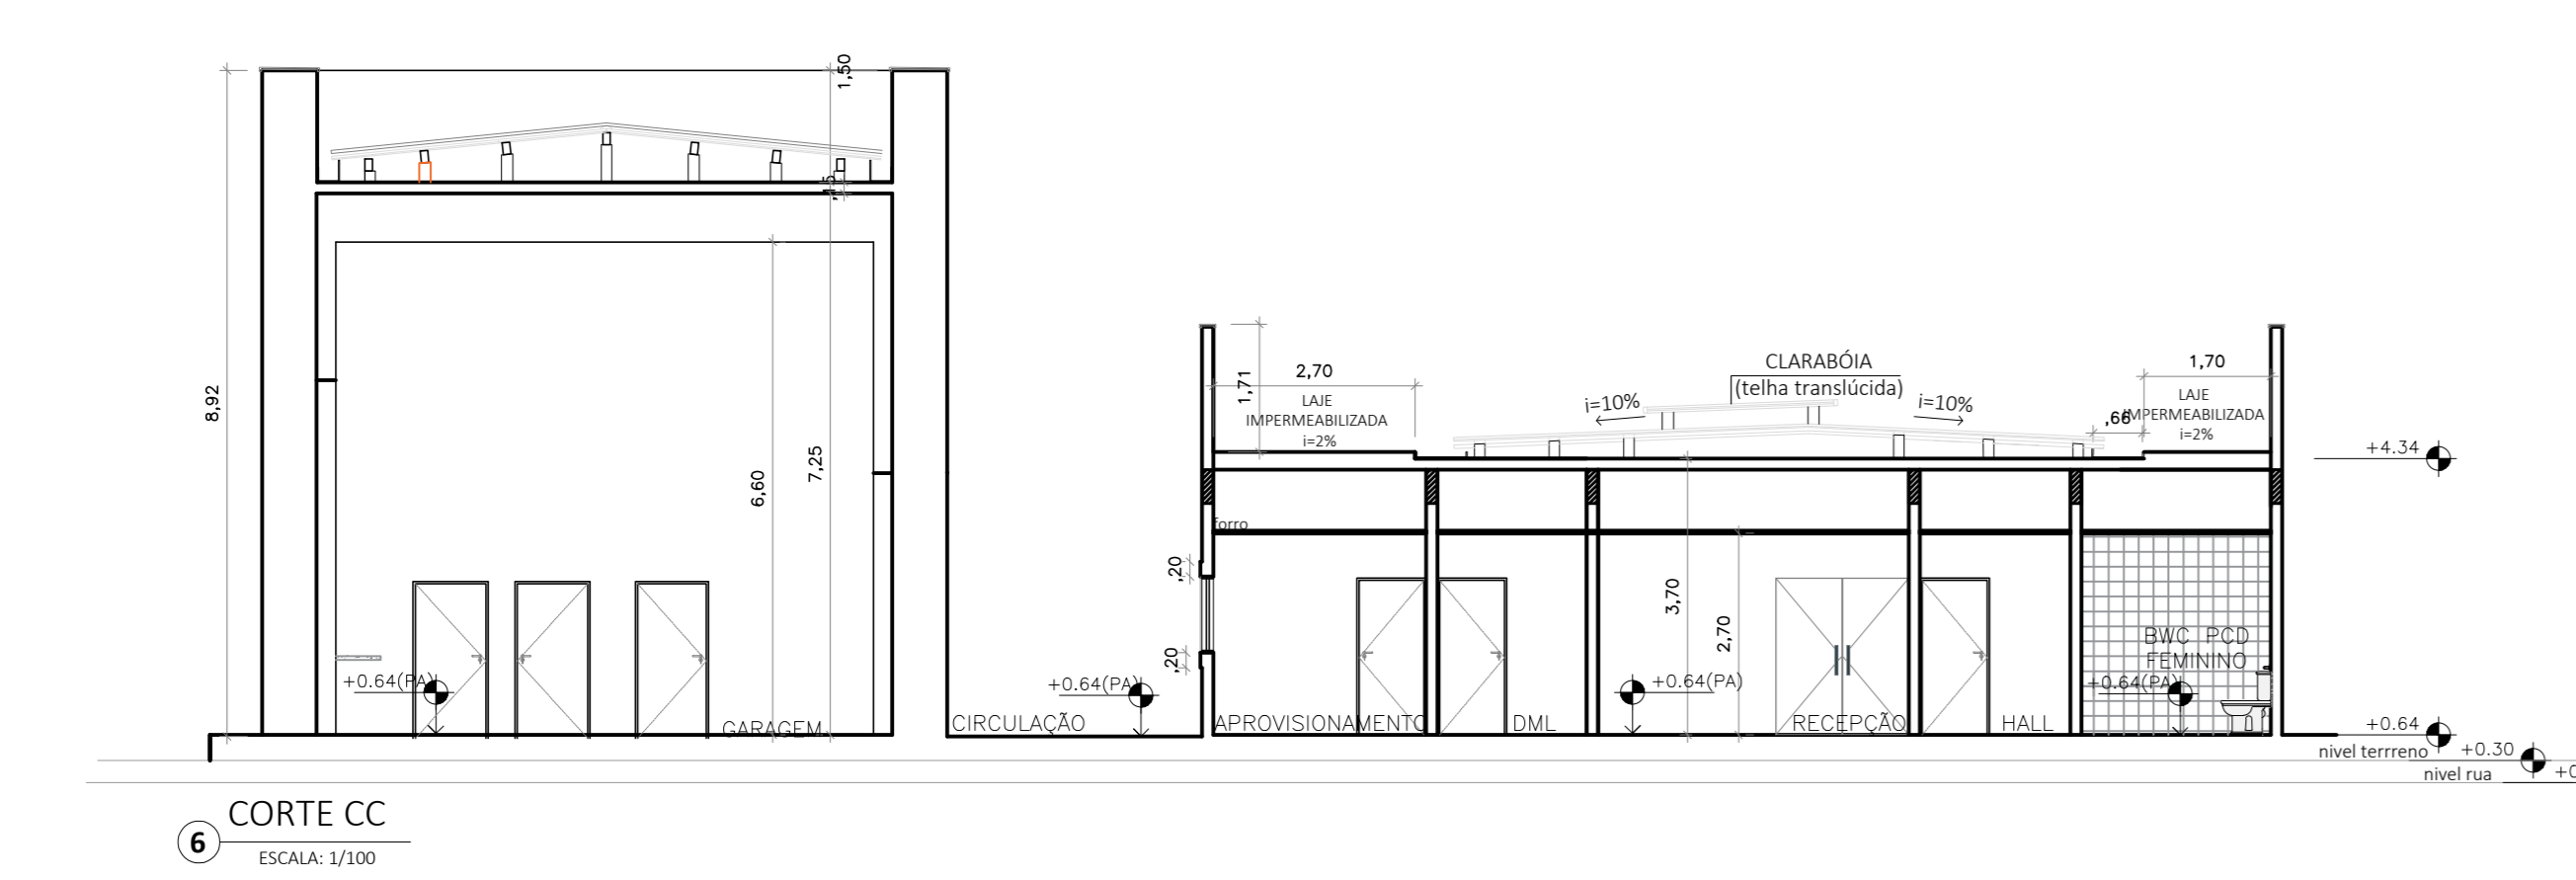 1,50
,15
8,92
6,60
7,25
+0.64(PA)
GARAGEM
CIRCULAÇÃO
+0.64(PA)
1,71
2,70
LAJE
IMPERMEABILIZADA
i=2%
CLARABÓIA
(telha translúcida)
i=10%
i=10%
,66
1,70
LAJE
IMPERMEABILIZADA
i=2%
+4.34
forro
,20
,20
3,70
2,70
+0.64(PA)
BWC PCD
FEMININO
+0.64(PA)
APROVISIONAMENTO
DML
RECEPÇÃO
HALL
+0.64
nivel terrreno
+0.30
nivel rua
6
CORTE CC
ESCALA: 1/100